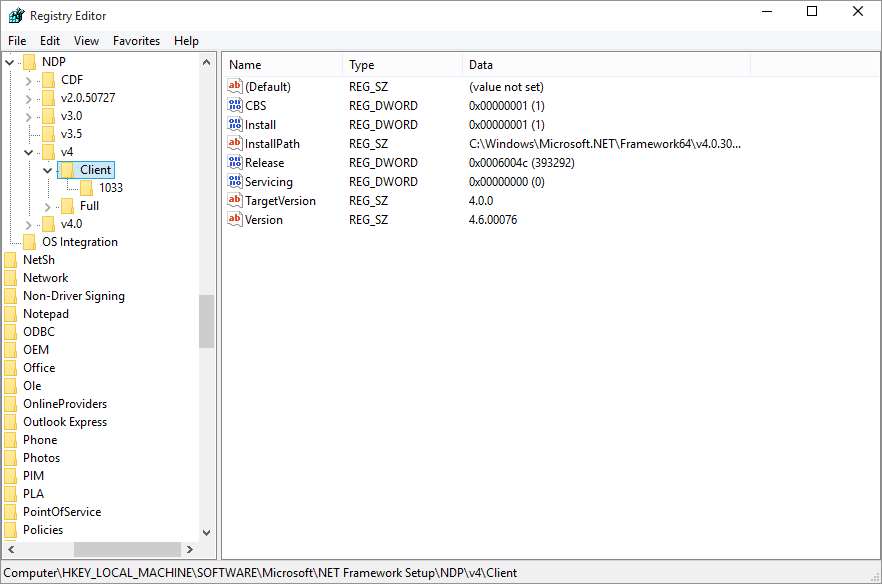 Registry Editor
File Edit View Favorites Help
NDP
CDF
v2.0.50727
v3.0
v3.5
v4
Client
1033
Full
v4.0
OS Integration
NetSh
Network
Non-Driver Signing
Notepad
ODBC
OEM
Office
Ole
OnlineProviders
Outlook Express
Phone
Photos
PIM
PLA
PointOfService
Policies
Name Type Data
ab (Default) REG_SZ (value not set)
CBS REG_DWORD 0x00000001 (1)
Install REG_DWORD 0x00000001 (1)
ab InstallPath REG_SZ C:\Windows\Microsoft.NET\Framework64\v4.0.30...
Release REG_DWORD 0x0006004c (393292)
Servicing REG_DWORD 0x00000000 (0)
ab TargetVersion REG_SZ 4.0.0
ab Version REG_SZ 4.6.00076
Computer\HKEY_LOCAL_MACHINE\SOFTWARE\Microsoft\NET Framework Setup\NDP\v4\Client